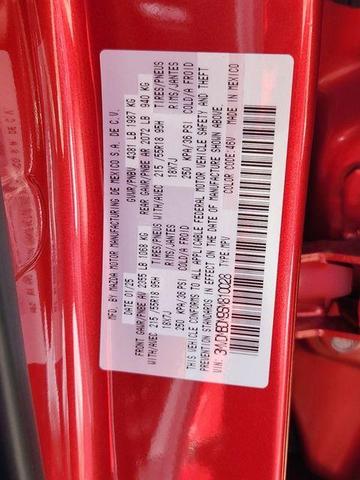 MFD. BY MAZDA MOTOR MANUFACTURING DE MEXICO S.A. DE C.V.
DATE 01/25 GVWR/PNBV 4381 LB 1987 KG
FRONT GAWR/PNBE AV 2355 LB 1068 KG REAR GAWR/PNBE AR 2072 LB 940 KG
WITH/AVEC 215/55R18 95H TIRES/PNEUS WITH/AVEC 215/55R18 95H TIRES/PNEUS
18X7J RIMS/JANTES 18X7J RIMS/JANTES
250 KPA/36 PSI COLD/A FROID 250 KPA/36 PSI COLD/A FROID
THIS VEHICLE CONFORMS TO ALL APPLICABLE FEDERAL MOTOR VEHICLE SAFETY AND THEFT
PREVENTION STANDARDS IN EFFECT ON THE DATE OF MANUFACTURE SHOWN ABOVE. MADE IN MEXICO
VIN: TYPE MPV COLOR CODE:46V